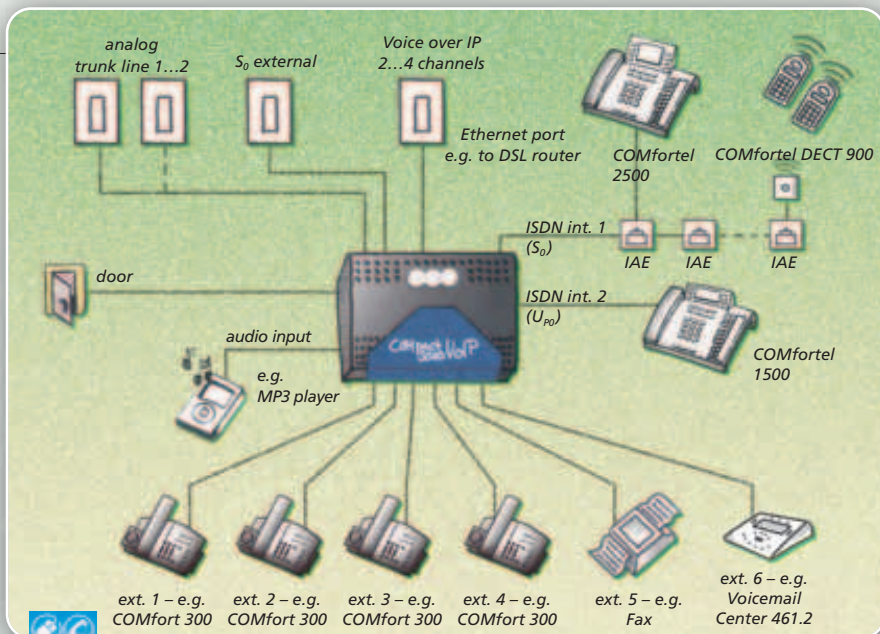 analog
trunk line 1...2
S₀ external
Voice over IP
2...4 channels
Ethernet port
e.g. to DSL router
COMfortel
2500
COMfortel DECT 900
ISDN int. 1
(S₀)
IAE
IAE
IAE
door
ISDN int. 2
(U_P0)
COMfortel
1500
audio input
e.g.
MP3 player
VoIP
ext. 1 – e.g.
COMfort 300
ext. 2 – e.g.
COMfort 300
ext. 3 – e.g.
COMfort 300
ext. 4 – e.g.
COMfort 300
ext. 5 – e.g.
Fax
ext. 6 – e.g.
Voicemail
Center 461.2